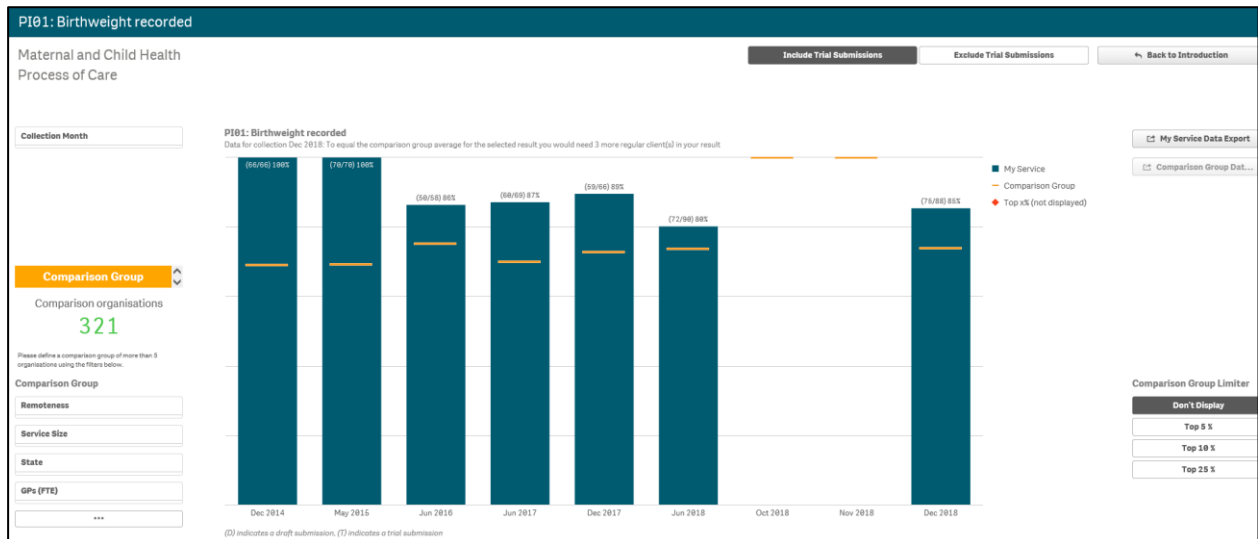 PI01: Birthweight recorded
Maternal and Child Health
Process of Care
Include Trial Submissions
Exclude Trial Submissions
Back to Introduction
Collection Month
PI01: Birthweight recorded
Data for collection Dec 2018: To equal the comparison group average for the selected result you would need 3 more regular client(s) in your result
My Service Data Export
Comparison Group Dat...
(66/66) 100%
(70/70) 100%
(50/58) 86%
(60/69) 87%
(59/66) 89%
(72/90) 80%
(75/88) 85%
My Service
Comparison Group
Top x% (not displayed)
Comparison Group
Comparison organisations
321
Please define a comparison group of more than 5
organisations using the filters below.
Comparison Group
Remoteness
Service Size
State
GPs (FTE)
...
Comparison Group Limiter
Don't Display
Top 5 %
Top 10 %
Top 25 %
Dec 2014
May 2015
Jun 2016
Jun 2017
Dec 2017
Jun 2018
Oct 2018
Nov 2018
Dec 2018
(D) indicates a draft submission, (T) indicates a trial submission